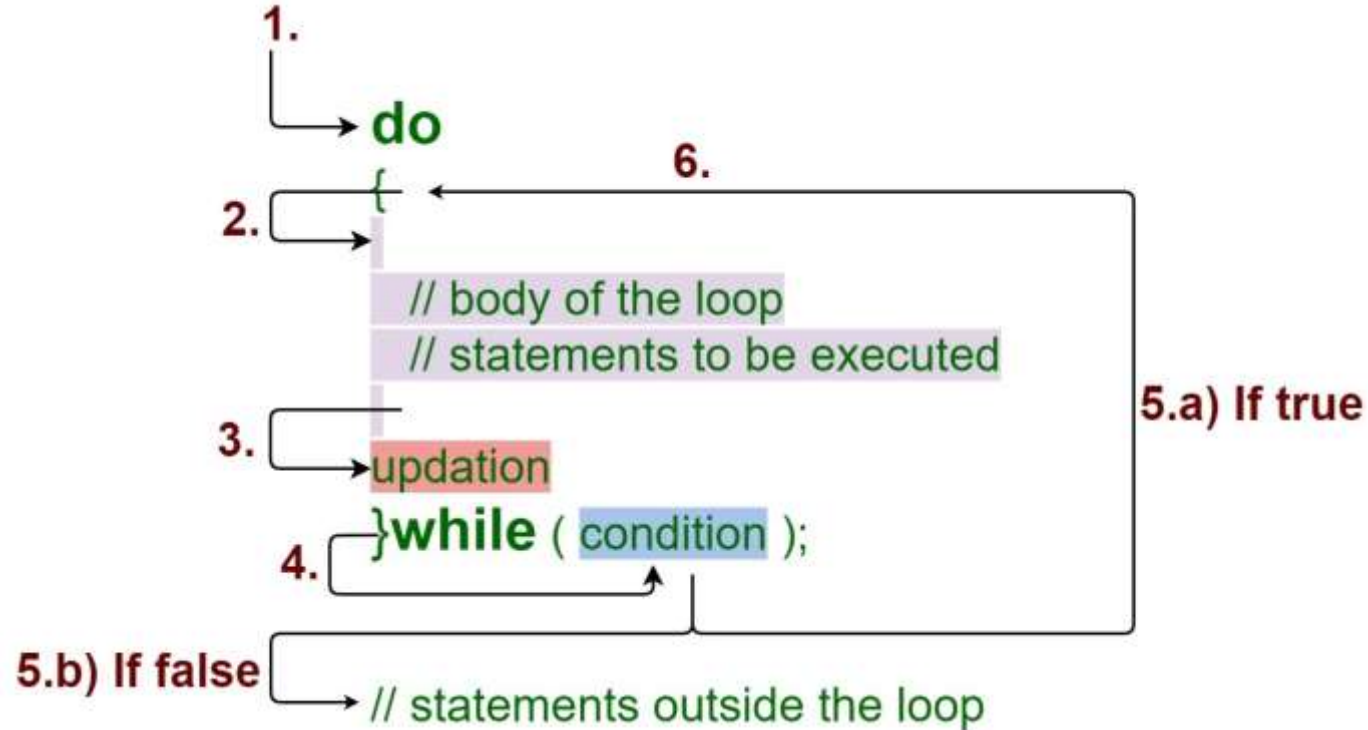 1.
do
6.
{
2.
// body of the loop
// statements to be executed
5.a) If true
3.
updation
}while ( condition );
4.
5.b) If false
// statements outside the loop